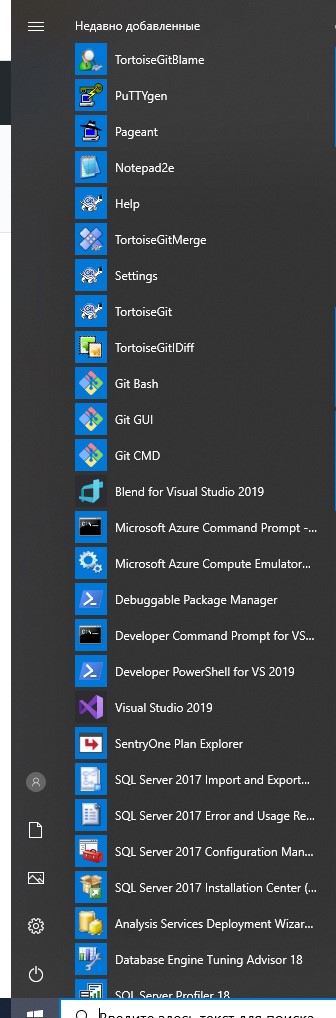 Недавно добавленные
TortoiseGitBlame
PuTTYgen
Pageant
Notepad2e
Help
TortoiseGitMerge
Settings
TortoiseGit
TortoiseGitIDiff
Git Bash
Git GUI
Git CMD
Blend for Visual Studio 2019
Microsoft Azure Command Prompt -...
Microsoft Azure Compute Emulator...
Debuggable Package Manager
Developer Command Prompt for VS...
Developer PowerShell for VS 2019
Visual Studio 2019
SentryOne Plan Explorer
SQL Server 2017 Import and Export...
SQL Server 2017 Error and Usage Re...
SQL Server 2017 Configuration Man...
SQL Server 2017 Installation Center (...
Analysis Services Deployment Wizar...
Database Engine Tuning Advisor 18
SQL Server Profiler 18
Введите здесь текст для поиска